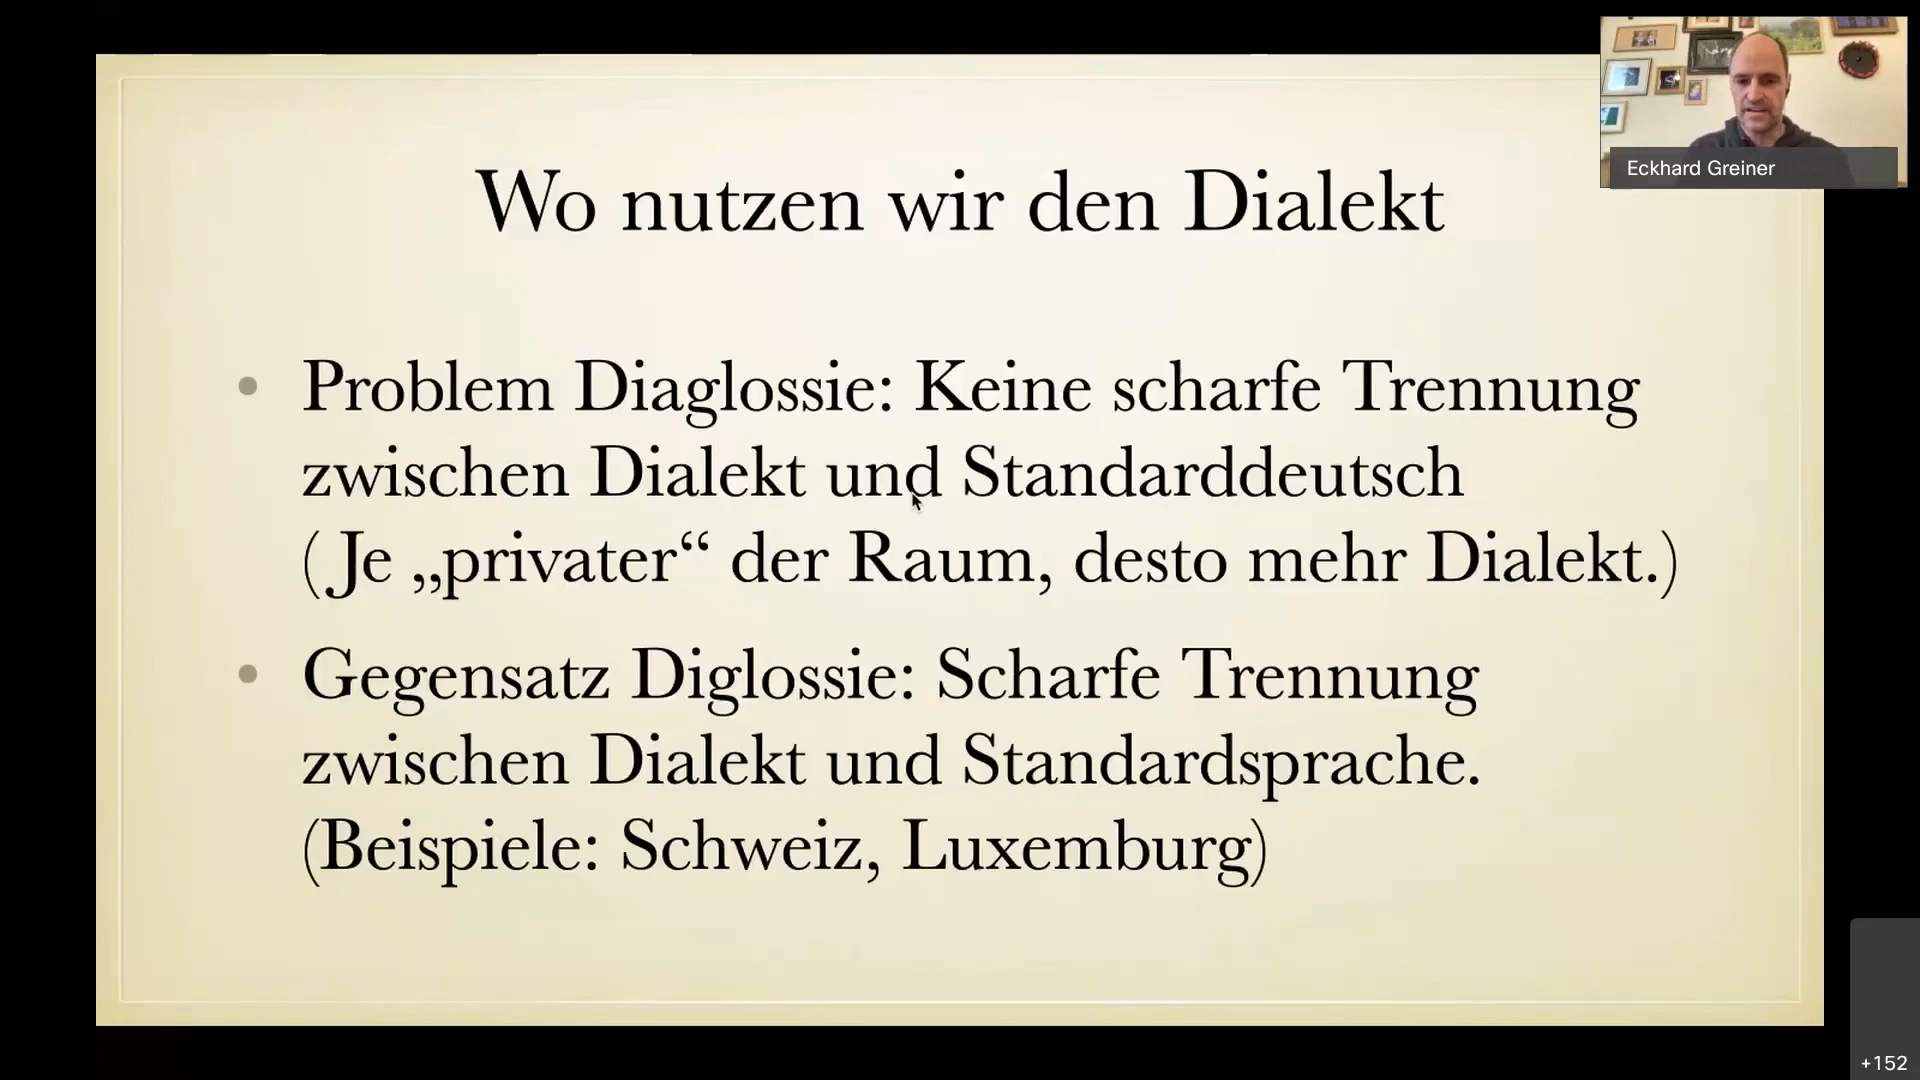 Eckhard Greiner
Wo nutzen wir den Dialekt
• Problem Diaglossie: Keine scharfe Trennung
zwischen Dialekt und Standarddeutsch
( Je „privater“ der Raum, desto mehr Dialekt.)
• Gegensatz Diglossie: Scharfe Trennung
zwischen Dialekt und Standardsprache.
(Beispiele: Schweiz, Luxemburg)
+152